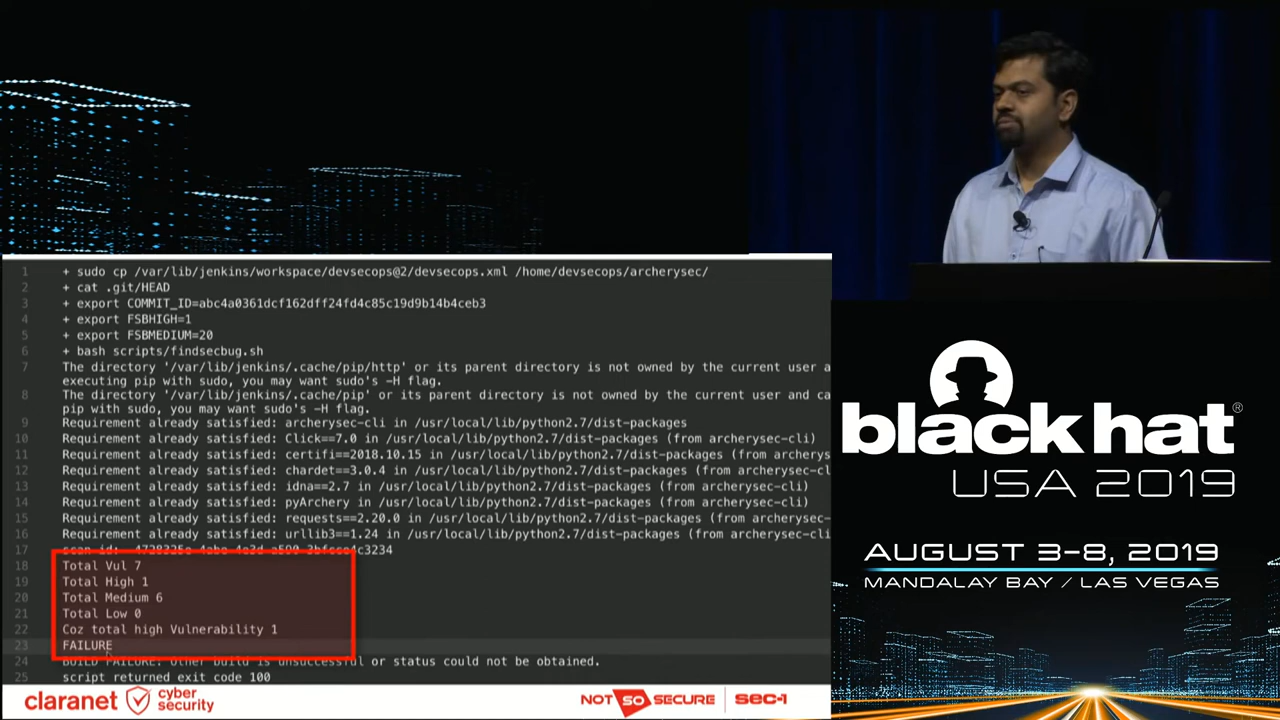 1 + sudo cp /var/lib/jenkins/workspace/devsecops@2/devsecops.xml /home/devsecops/archerysec/
2 + cat .git/HEAD
3 + export COMMIT_ID=abc4a0361dcf162dff24fd4c85c19d9b14b4ceb3
4 + export FSBHIGH=1
5 + export FSBMEDIUM=20
6 + bash scripts/findsecbug.sh
7 The directory '/var/lib/jenkins/.cache/pip/http' or its parent directory is not owned by the current user a
executing pip with sudo, you may want sudo's -H flag.
8 The directory '/var/lib/jenkins/.cache/pip' or its parent directory is not owned by the current user and ca
pip with sudo, you may want sudo's -H flag.
9 Requirement already satisfied: archerysec-cli in /usr/local/lib/python2.7/dist-packages
10 Requirement already satisfied: Click==7.0 in /usr/local/lib/python2.7/dist-packages (from archerysec-cli)
11 Requirement already satisfied: certifi==2018.10.15 in /usr/local/lib/python2.7/dist-packages (from archerys
12 Requirement already satisfied: chardet==3.0.4 in /usr/local/lib/python2.7/dist-packages (from archerysec-cl
13 Requirement already satisfied: idna==2.7 in /usr/local/lib/python2.7/dist-packages (from archerysec-cli)
14 Requirement already satisfied: pyArchery in /usr/local/lib/python2.7/dist-packages (from archerysec-cli)
15 Requirement already satisfied: requests==2.20.0 in /usr/local/lib/python2.7/dist-packages (from archerysec-
16 Requirement already satisfied: urllib3==1.24 in /usr/local/lib/python2.7/dist-packages (from archerysec-cli
17 scan_id:
18 Total Vul 7
19 Total High 1
20 Total Medium 6
21 Total Low 0
22 Coz total high Vulnerability 1
23 FAILURE
24 BUILD FAILURE: Other build is unsuccessful or status could not be obtained.
25 script returned exit code 100
claranet cyber security
NOT SO SECURE
SEC-1
black hat®
USA 2019
AUGUST 3-8, 2019
MANDALAY BAY / LAS VEGAS